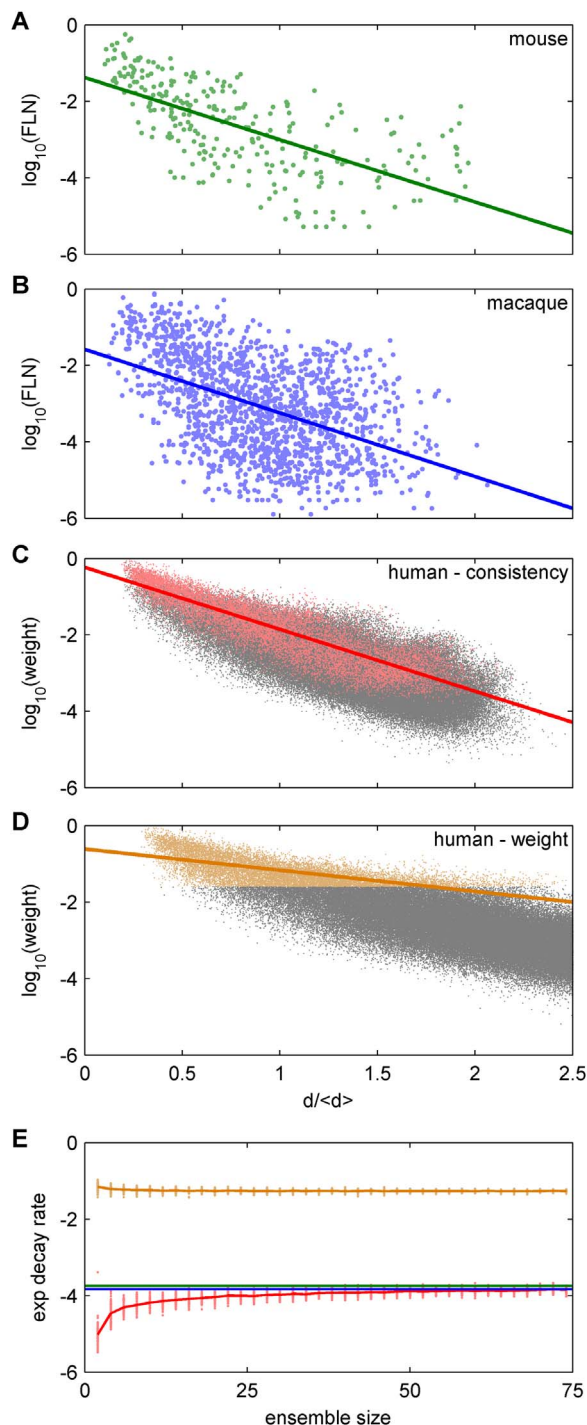 A
mouse
0
-2
-4
-6
log10(FLN)
B
macaque
0
-2
-4
-6
log10(FLN)
C
human - consistency
0
-2
-4
-6
log10(weight)
D
human - weight
0
-2
-4
-6
log10(weight)
0 0.5 1 1.5 2 2.5
d/<d>
E
0
-2
-4
-6
exp decay rate
0 25 50 75
ensemble size